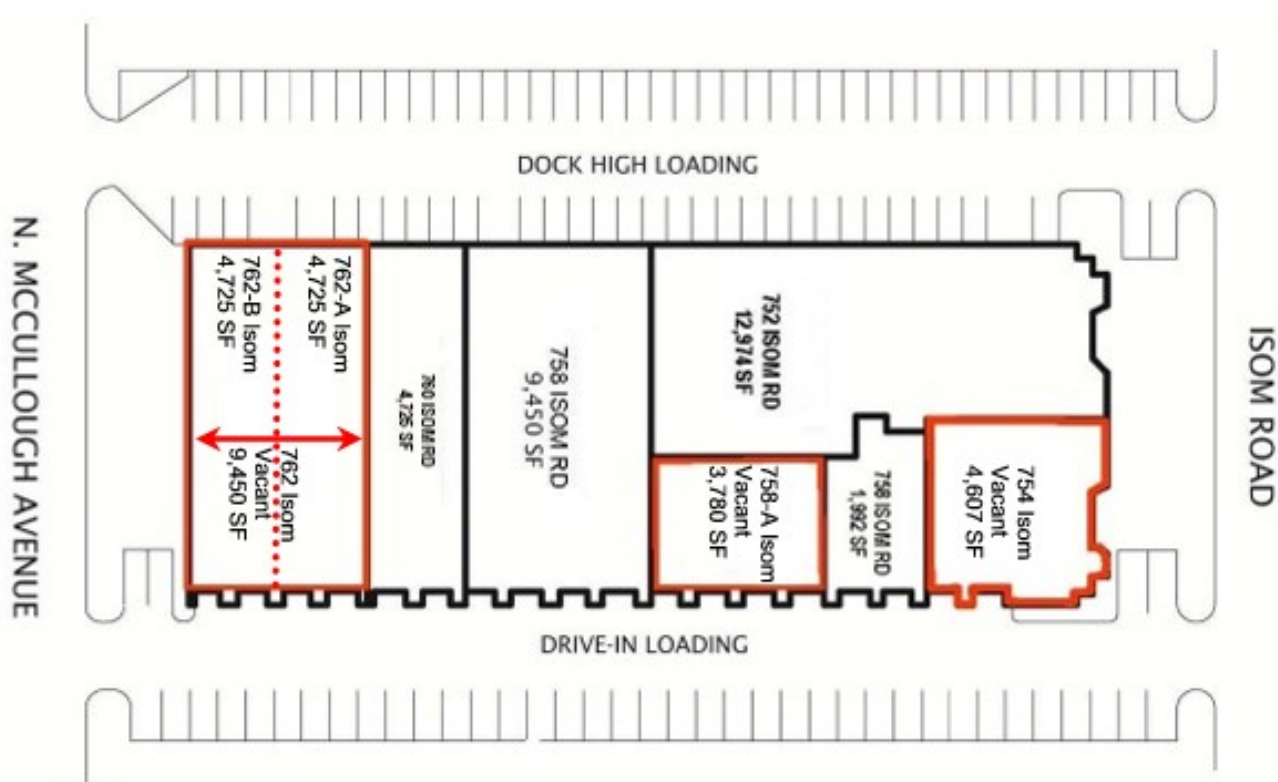 DOCK HIGH LOADING
N. MCCULLOUGH AVENUE
762-A Isom
4,725 SF
762-B Isom
4,725 SF
762 Isom
Vacant
9,450 SF
760 ISOM RD
4,725 SF
758 ISOM RD
9,450 SF
752 ISOM RD
12,974 SF
758-A Isom
Vacant
3,780 SF
758 ISOM RD
1,992 SF
754 Isom
Vacant
4,607 SF
ISOM ROAD
DRIVE-IN LOADING